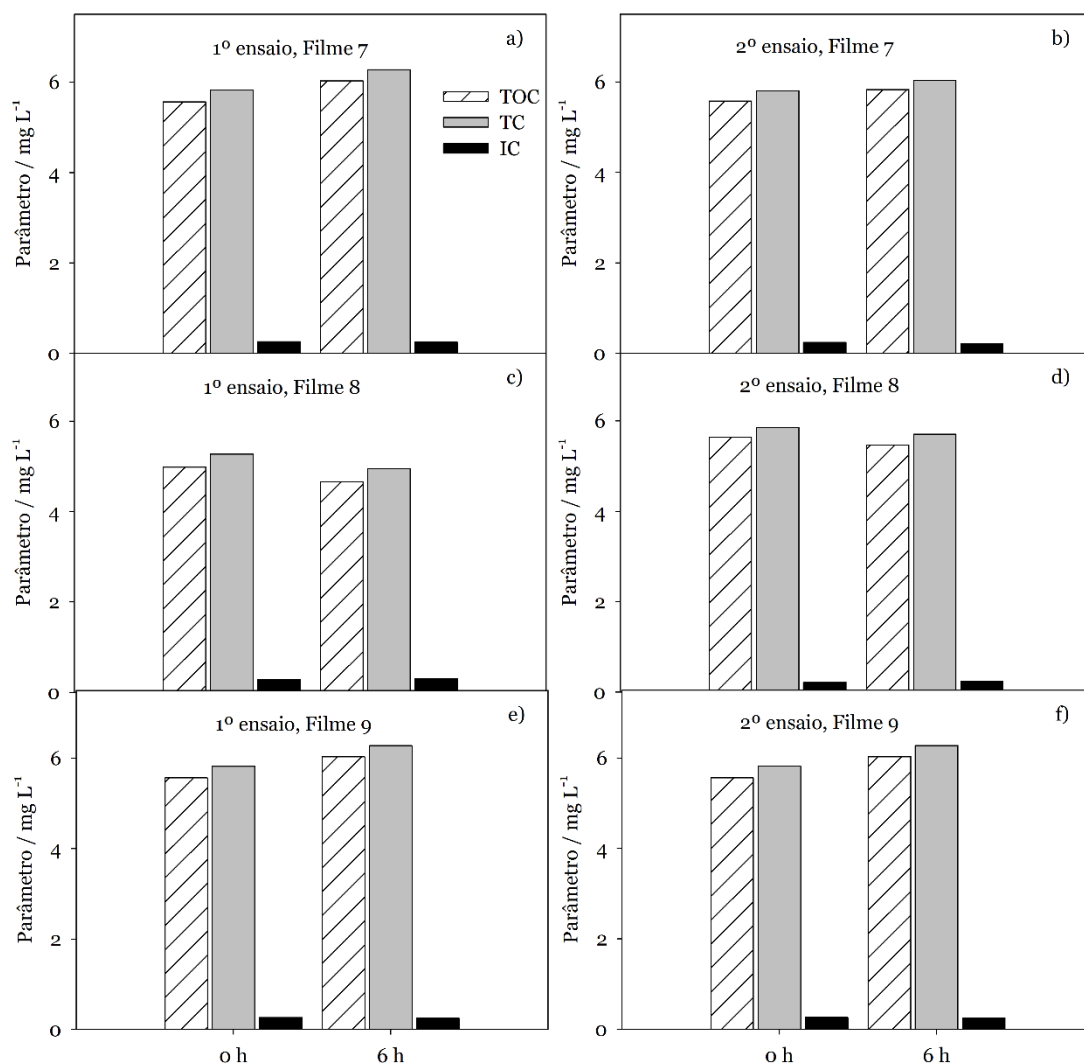 a)
1º ensaio, Filme 7
TOC
TC
IC
Parâmetro / mg L⁻¹
6
4
2
0
b)
2º ensaio, Filme 7
Parâmetro / mg L⁻¹
6
4
2
0
c)
1º ensaio, Filme 8
Parâmetro / mg L⁻¹
6
4
2
0
d)
2º ensaio, Filme 8
Parâmetro / mg L⁻¹
6
4
2
0
e)
1º ensaio, Filme 9
Parâmetro / mg L⁻¹
6
4
2
0
0 h
6 h
f)
2º ensaio, Filme 9
Parâmetro / mg L⁻¹
6
4
2
0
0 h
6 h